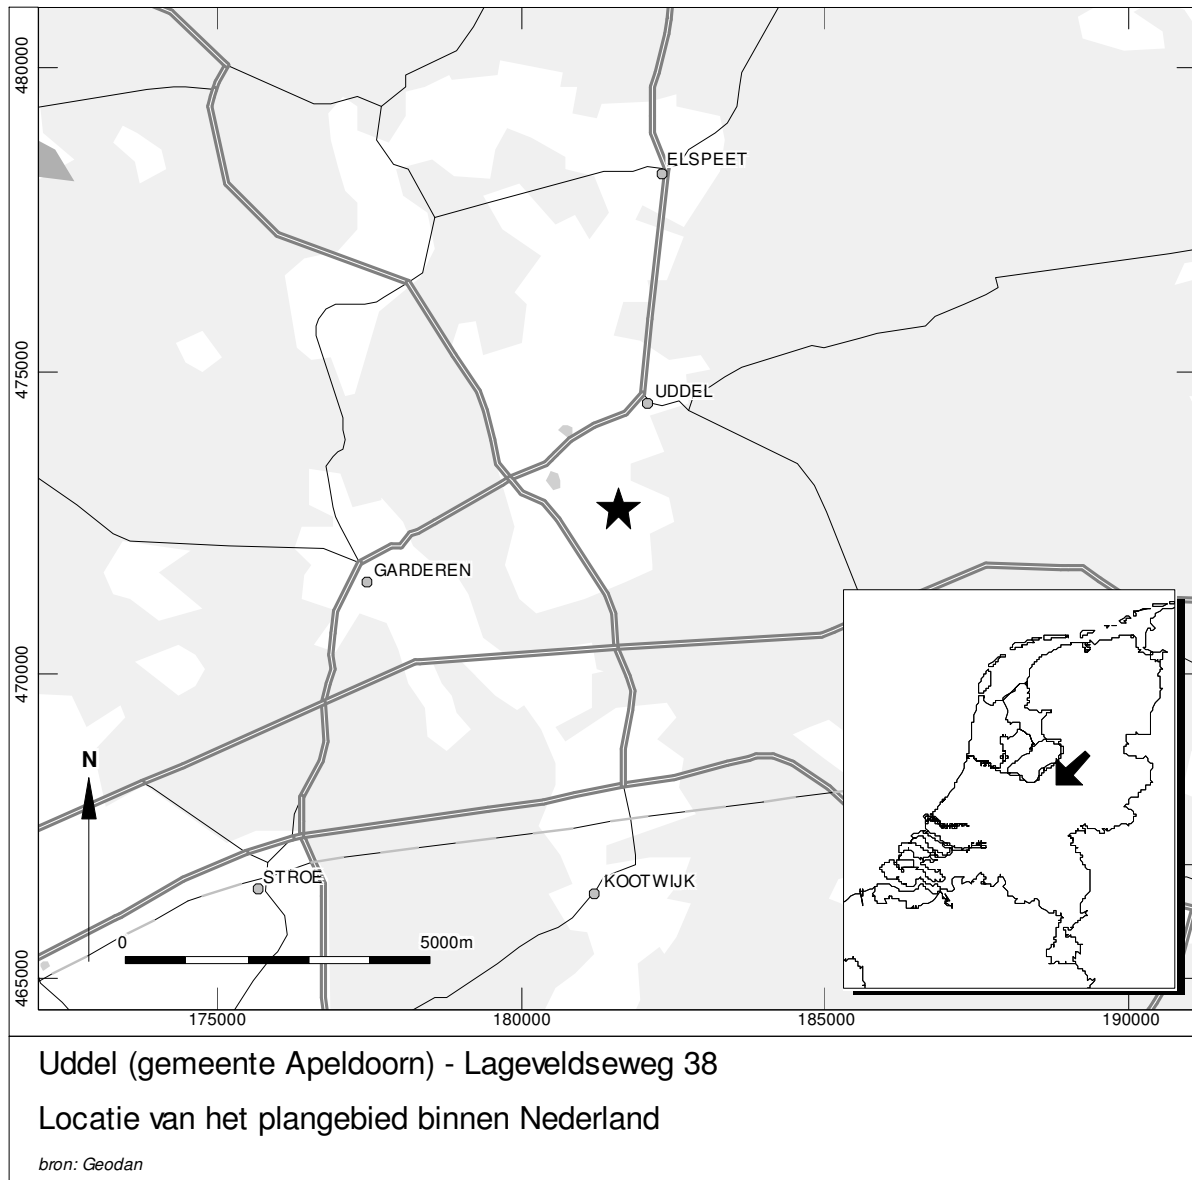 480000
ELSPEET
475000
UDDEL
GARDEREN
470000
N
STROE
KOOTWIJK
0 5000m
465000
175000 180000 185000 190000
Uddel (gemeente Apeldoorn) - Lageveldseweg 38
Locatie van het plangebied binnen Nederland
bron: Geodan